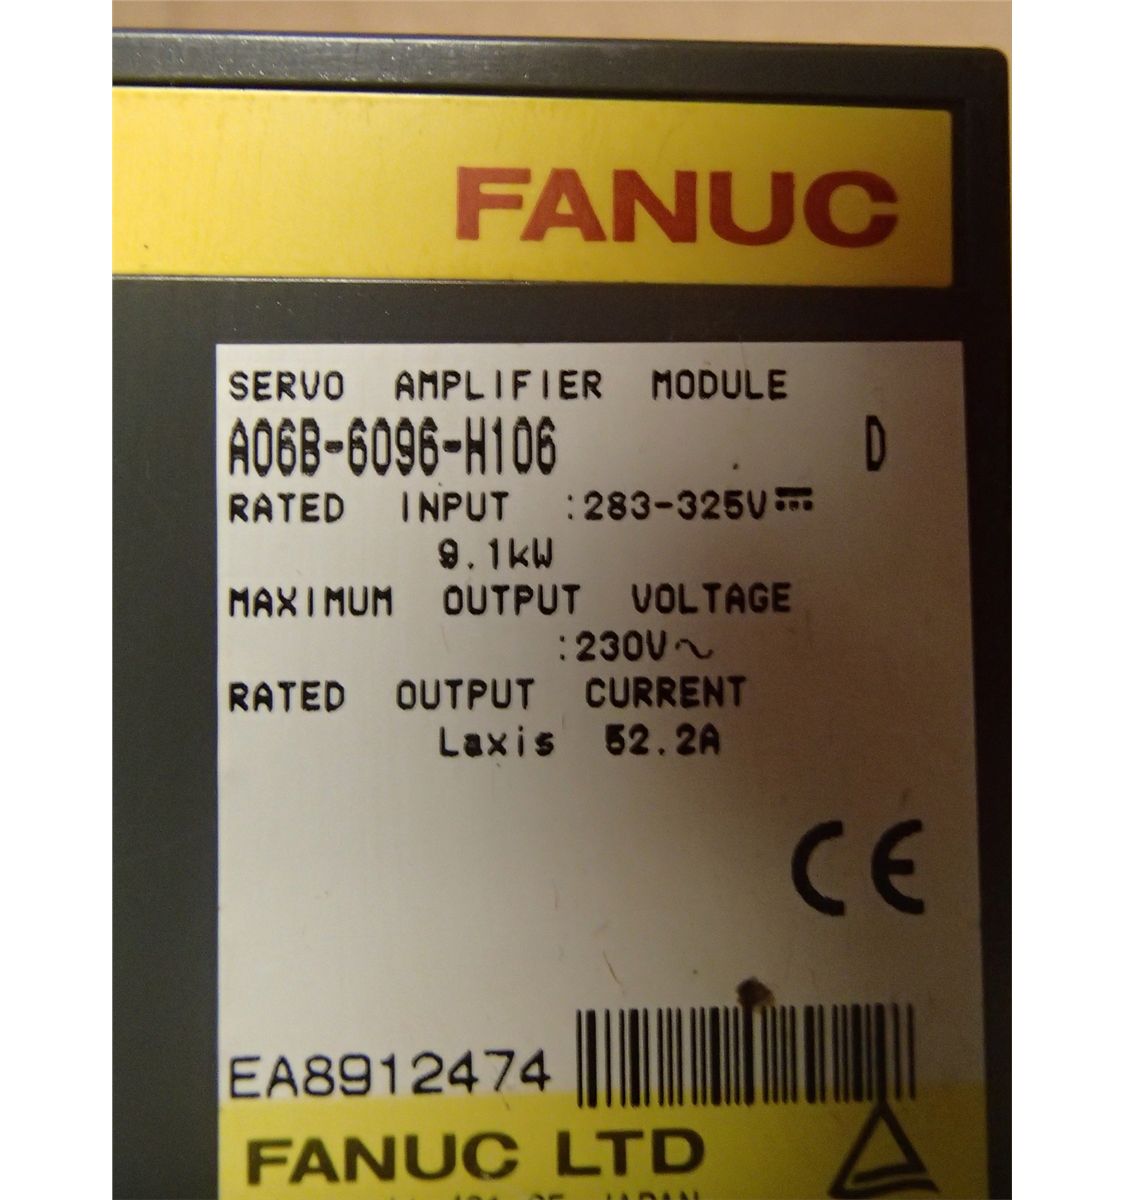 FANUC
SERVO AMPLIFIER MODULE
A06B-6096-H106 D
RATED INPUT :283-325V⎓
9.1kW
MAXIMUM OUTPUT VOLTAGE
:230V~
RATED OUTPUT CURRENT
Laxis 52.2A
CE
EA8912474
FANUC LTD
JAPAN